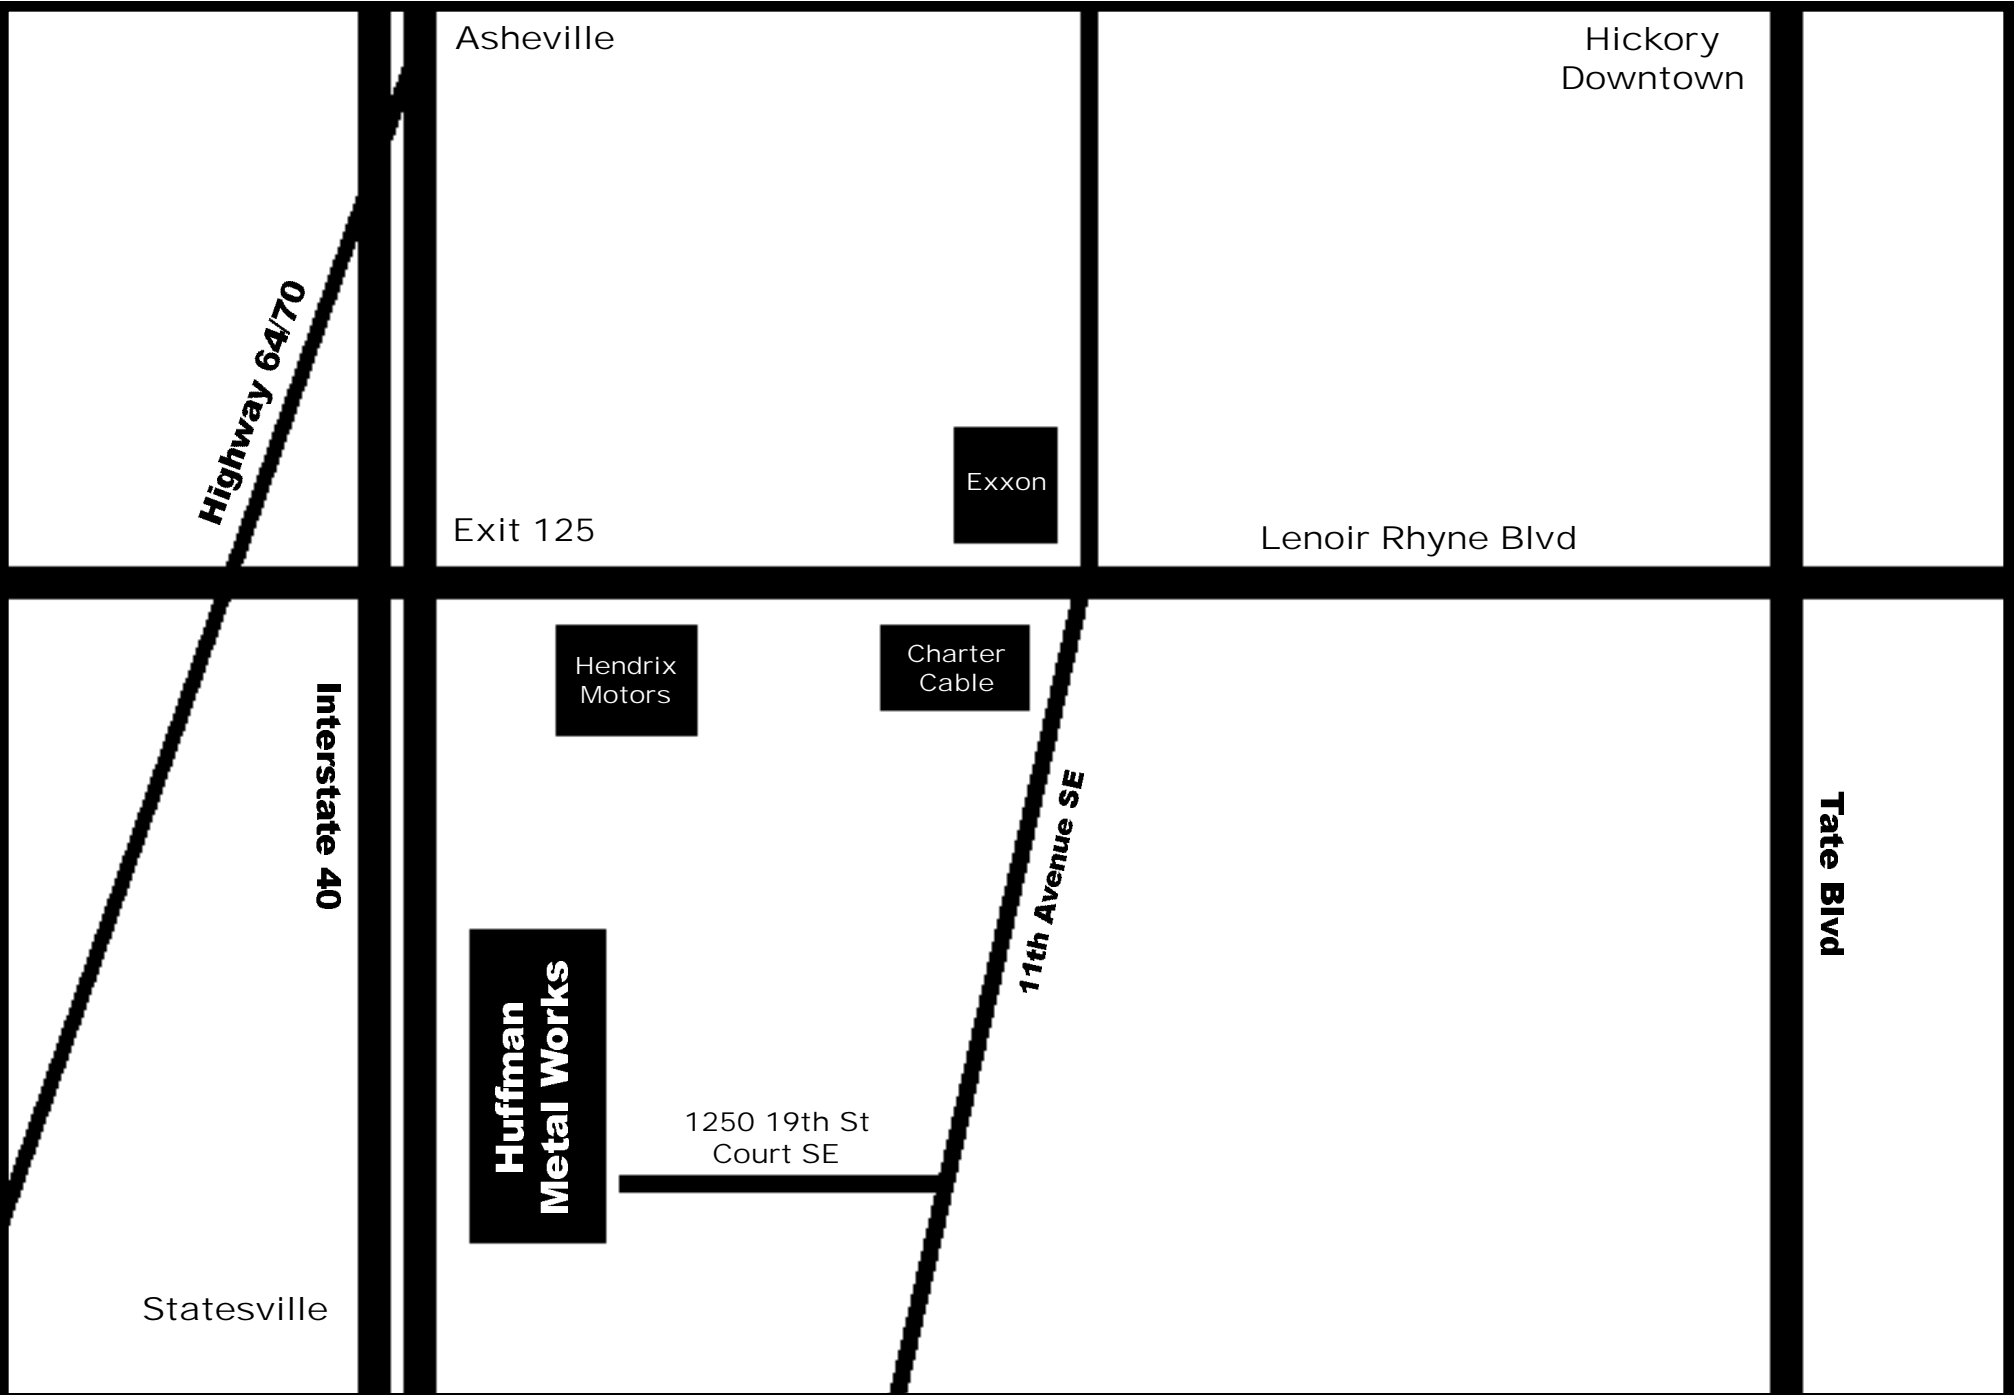 Asheville
Hickory
Downtown
Highway 64/70
Exxon
Exit 125
Lenoir Rhyne Blvd
Hendrix
Motors
Charter
Cable
Interstate 40
11th Avenue SE
Tate Blvd
Huffman
Metal Works
1250 19th St
Court SE
Statesville